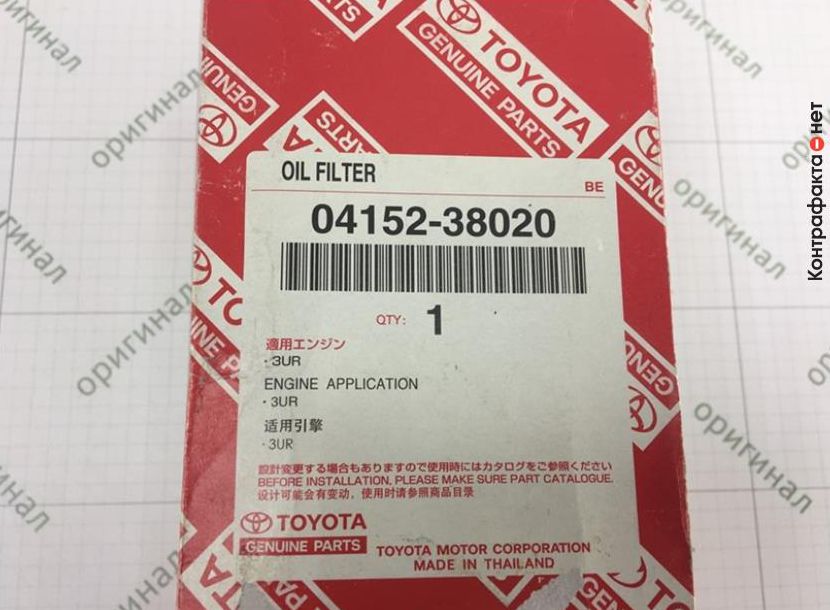 TOYOTA
GENUINE PARTS
OIL FILTER
BE
04152-38020
QTY: 1
適用エンジン
・3UR
ENGINE APPLICATION
・3UR
适用引擎
・3UR
設計変更する場合もありますので使用時にはカタログをご参照ください
BEFORE INSTALLATION, PLEASE MAKE SURE PART CATALOGUE.
设计可能会有变动，使用时请参照商品目录
TOYOTA
GENUINE PARTS
TOYOTA MOTOR CORPORATION
MADE IN THAILAND
Контрафакта нет
оригинал
оригинал
оригинал
оригинал
оригинал